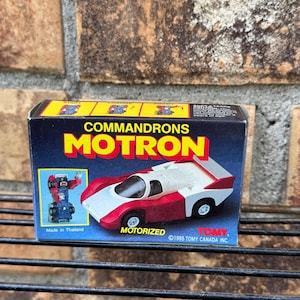 COMMANDRONS
MOTRON
Made in Thailand
MOTORIZED
TOMY
©1985 TOMY CANADA INC.